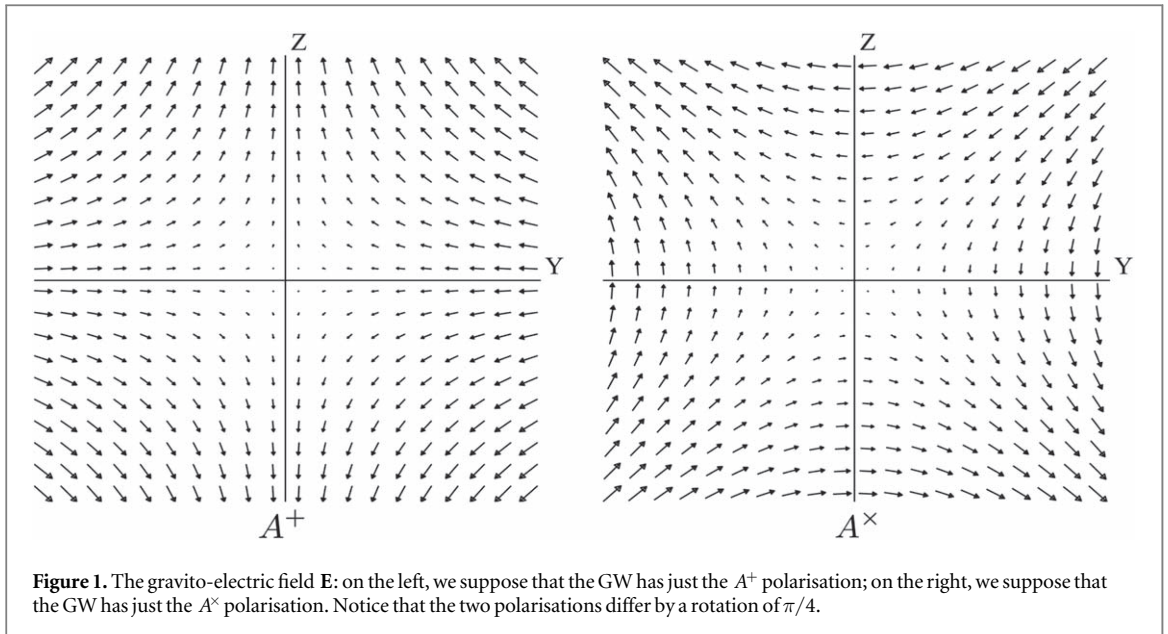 Z Z
Y Y
A+ A×
Figure 1. The gravito-electric field E: on the left, we suppose that the GW has just the A+ polarisation; on the right, we suppose that
the GW has just the A× polarisation. Notice that the two polarisations differ by a rotation of π/4.